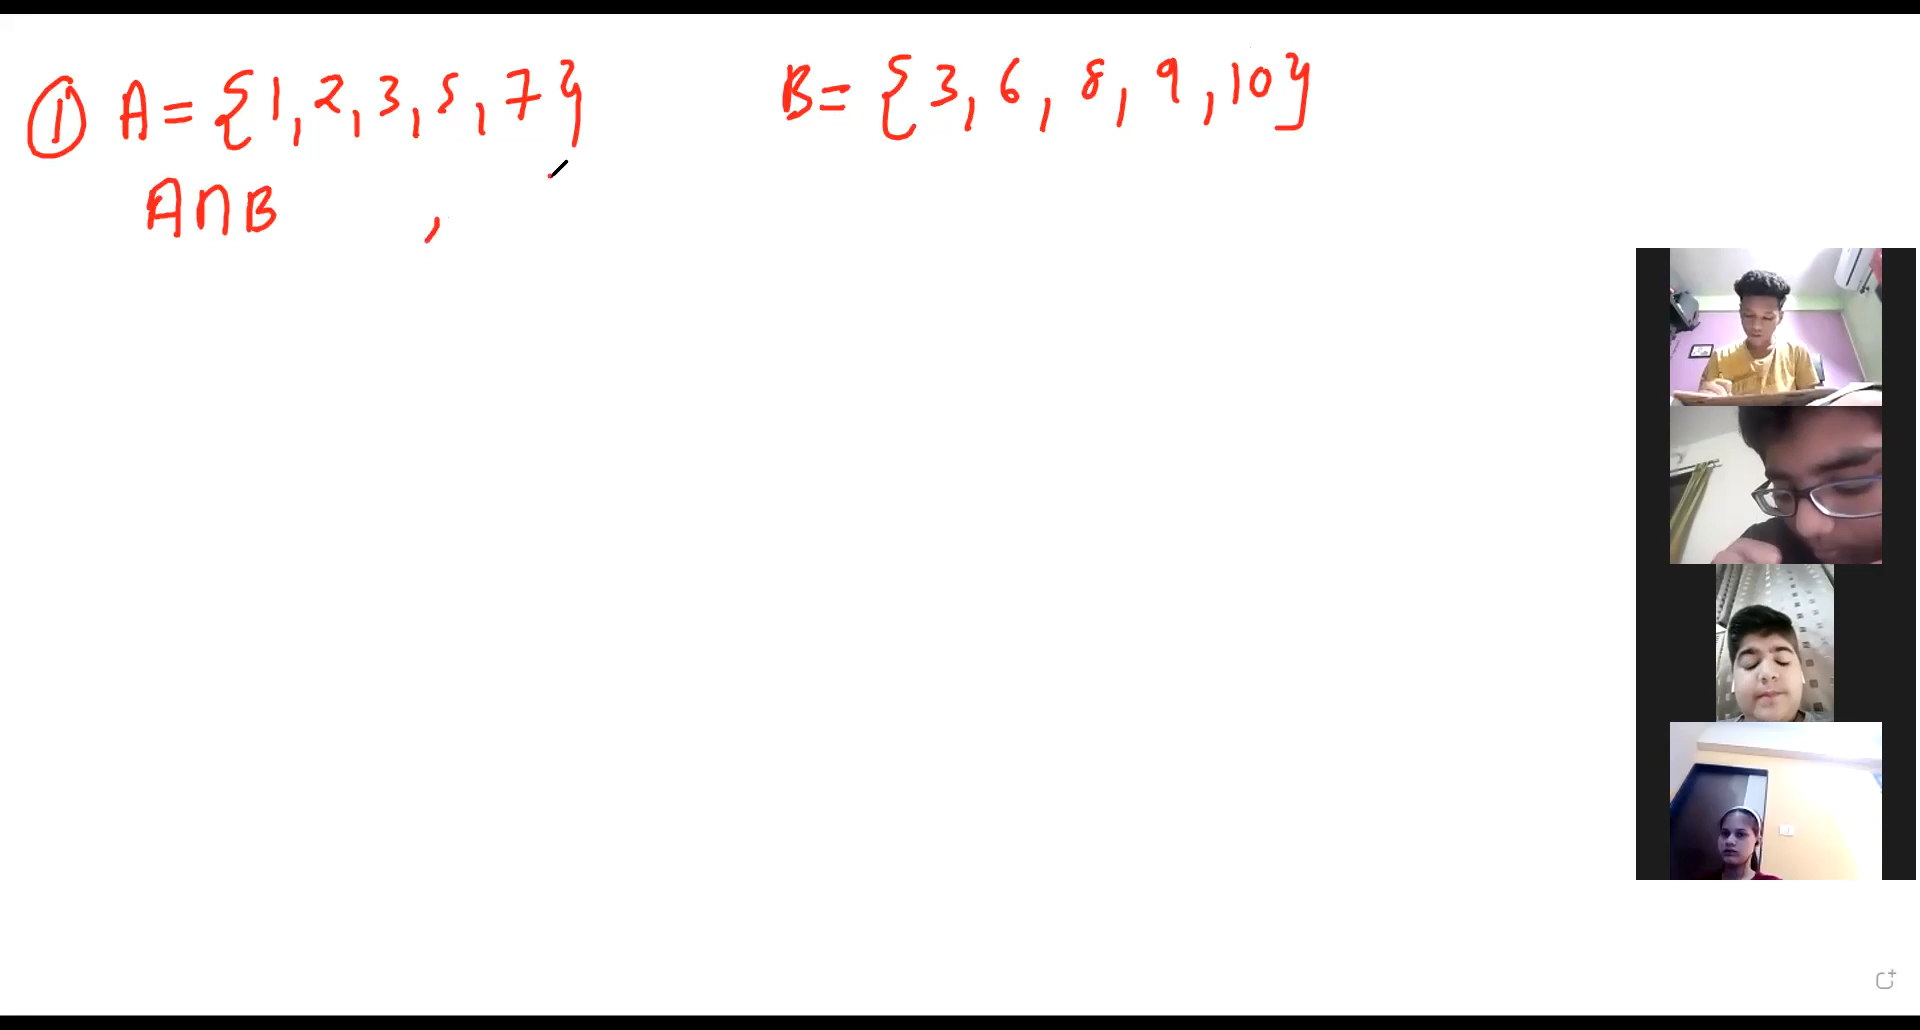 ① A = {1, 2, 3, 5, 7} B = {3, 6, 8, 9, 10}
A∩B ,